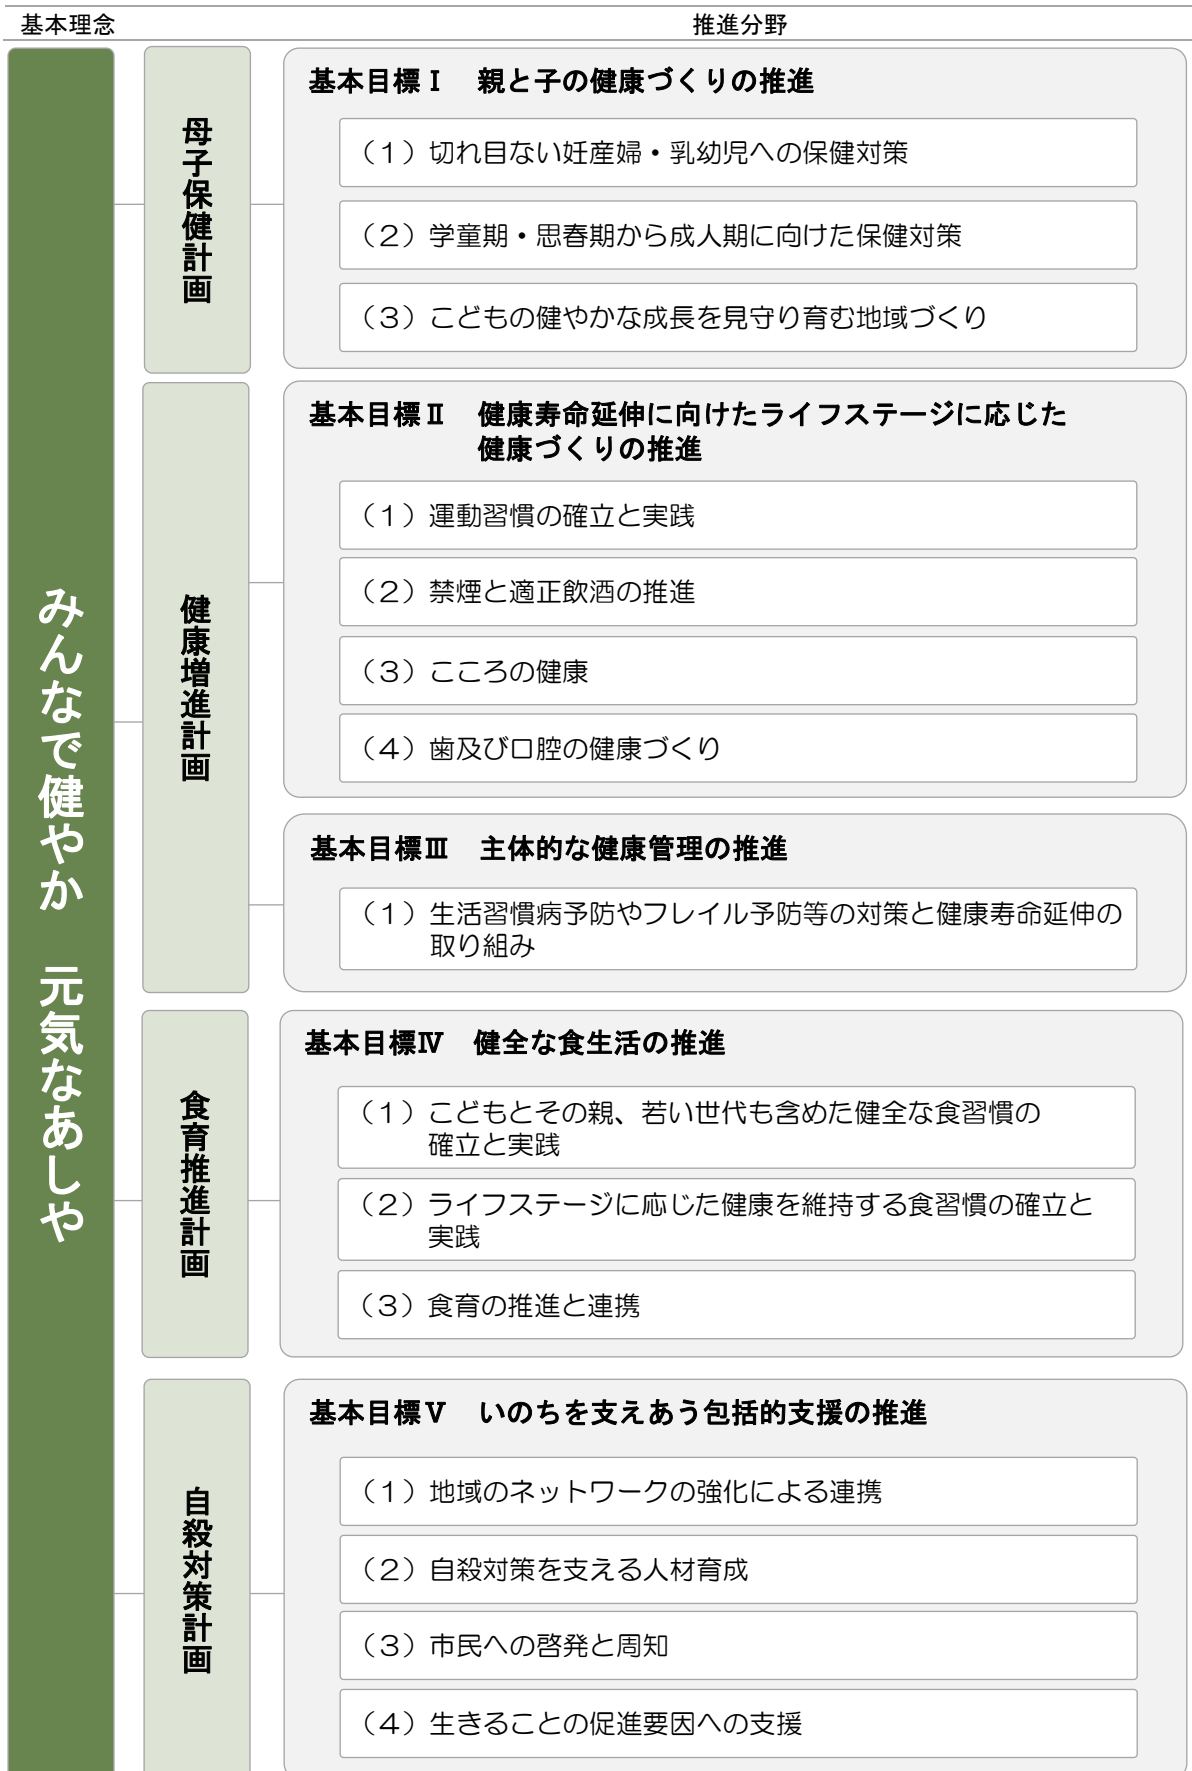 基本理念
推進分野
みんなで健やか　元気なあしや
母子保健計画
基本目標Ⅰ　親と子の健康づくりの推進
（1）切れ目ない妊産婦・乳幼児への保健対策
（2）学童期・思春期から成人期に向けた保健対策
（3）こどもの健やかな成長を見守り育む地域づくり
健康増進計画
基本目標Ⅱ　健康寿命延伸に向けたライフステージに応じた
健康づくりの推進
（1）運動習慣の確立と実践
（2）禁煙と適正飲酒の推進
（3）こころの健康
（4）歯及び口腔の健康づくり
基本目標Ⅲ　主体的な健康管理の推進
（1）生活習慣病予防やフレイル予防等の対策と健康寿命延伸の
取り組み
食育推進計画
基本目標Ⅳ　健全な食生活の推進
（1）こどもとその親、若い世代も含めた健全な食習慣の
確立と実践
（2）ライフステージに応じた健康を維持する食習慣の確立と
実践
（3）食育の推進と連携
自殺対策計画
基本目標Ⅴ　いのちを支えあう包括的支援の推進
（1）地域のネットワークの強化による連携
（2）自殺対策を支える人材育成
（3）市民への啓発と周知
（4）生きることの促進要因への支援